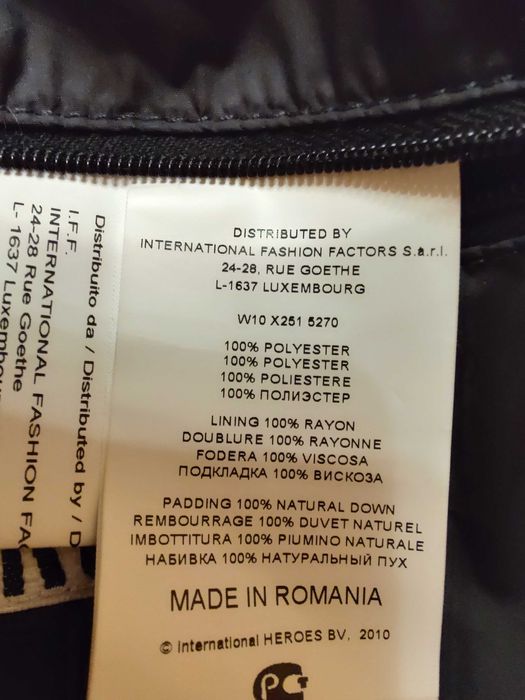 Distribuito da / Distributed by / D
I.F.F.
INTERNATIONAL FASHION FA
24-28 Rue Goethe
L- 1637 Luxembou
DISTRIBUTED BY
INTERNATIONAL FASHION FACTORS S.a.r.l.
24-28, RUE GOETHE
L-1637 LUXEMBOURG
W10 X251 5270
100% POLYESTER
100% POLYESTER
100% POLIESTERE
100% ПОЛИЭСТЕР
LINING 100% RAYON
DOUBLURE 100% RAYONNE
FODERA 100% VISCOSA
ПОДКЛАДКА 100% ВИСКОЗА
PADDING 100% NATURAL DOWN
REMBOURRAGE 100% DUVET NATUREL
IMBOTTITURA 100% PIUMINO NATURALE
НАБИВКА 100% НАТУРАЛЬНЫЙ ПУХ
MADE IN ROMANIA
© International HEROES BV, 2010
РСТ